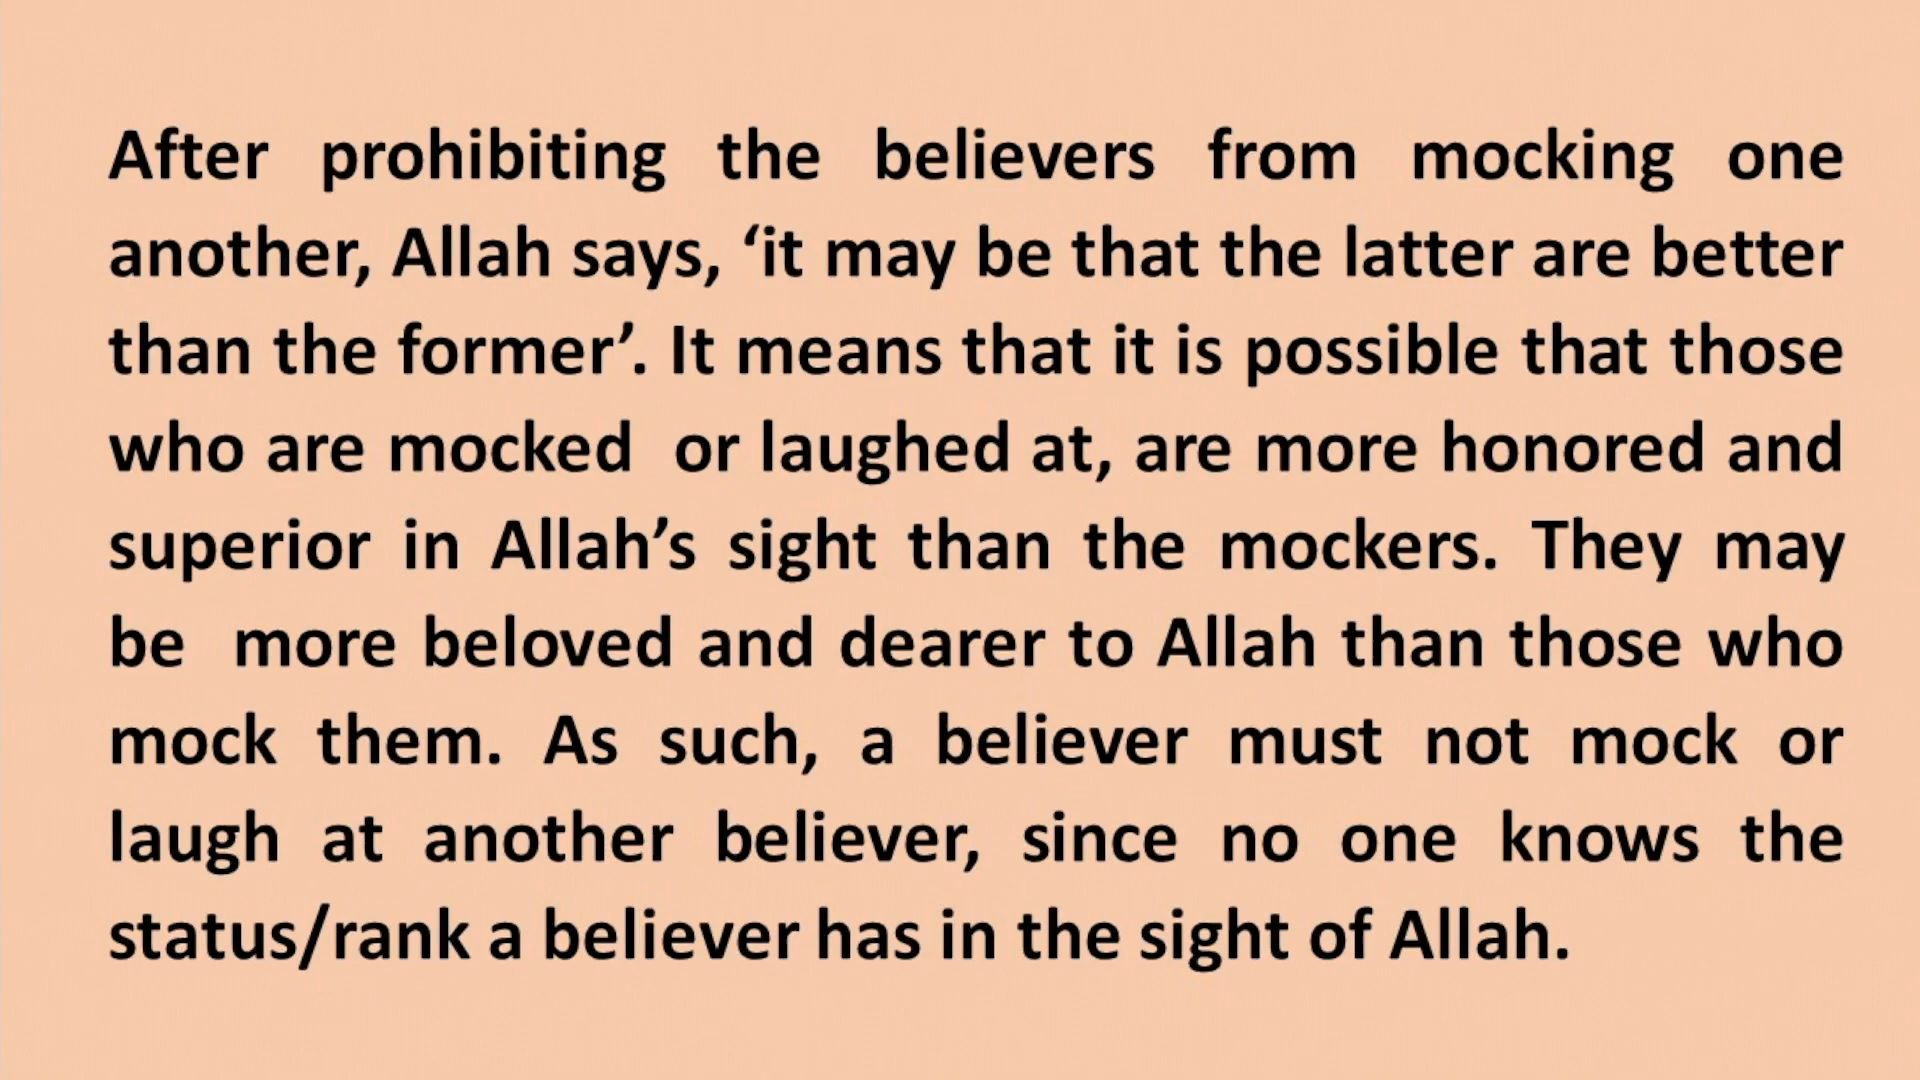 After prohibiting the believers from mocking one
another, Allah says, ‘it may be that the latter are better
than the former’. It means that it is possible that those
who are mocked  or laughed at, are more honored and
superior in Allah’s sight than the mockers. They may
be  more beloved and dearer to Allah than those who
mock them. As such, a believer must not mock or
laugh at another believer, since no one knows the
status/rank a believer has in the sight of Allah.